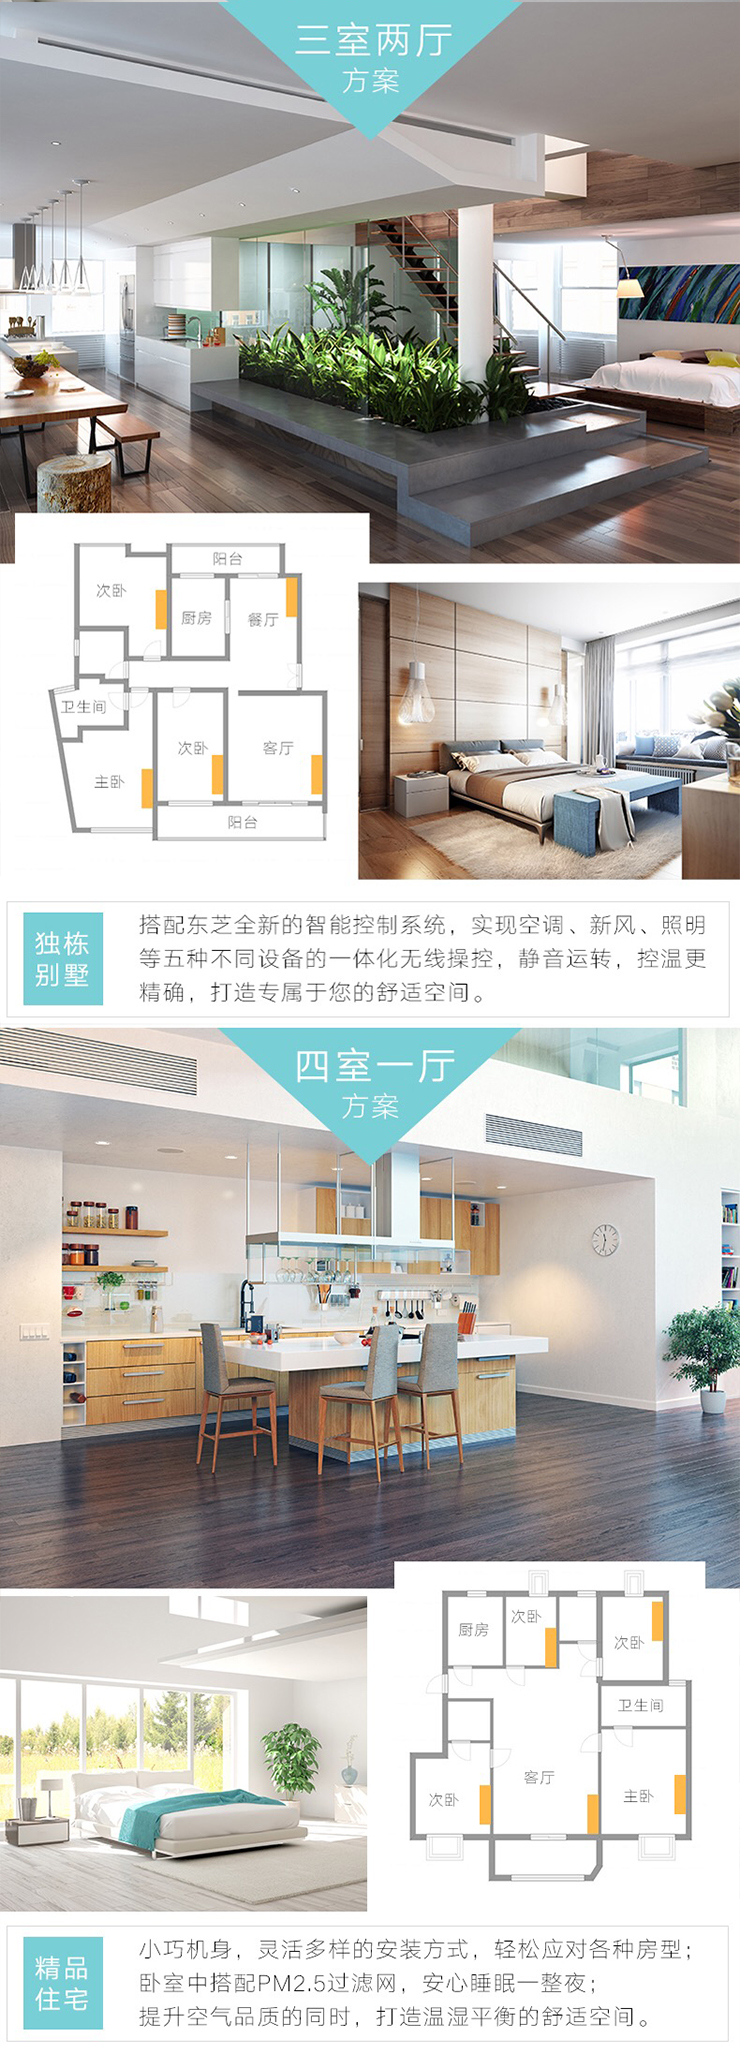 三室两厅
方案
阳台
次卧
厨房
餐厅
卫生间
次卧
客厅
主卧
阳台
独栋
别墅
搭配东芝全新的智能控制系统，实现空调、新风、照明
等五种不同设备的一体化无线操控，静音运转，控温更
精确，打造专属于您的舒适空间。
四室一厅
方案
厨房
次卧
次卧
卫生间
客厅
次卧
主卧
精品
住宅
小巧机身，灵活多样的安装方式，轻松应对各种房型；
卧室中搭配PM2.5过滤网，安心睡眠一整夜；
提升空气品质的同时，打造温湿平衡的舒适空间。